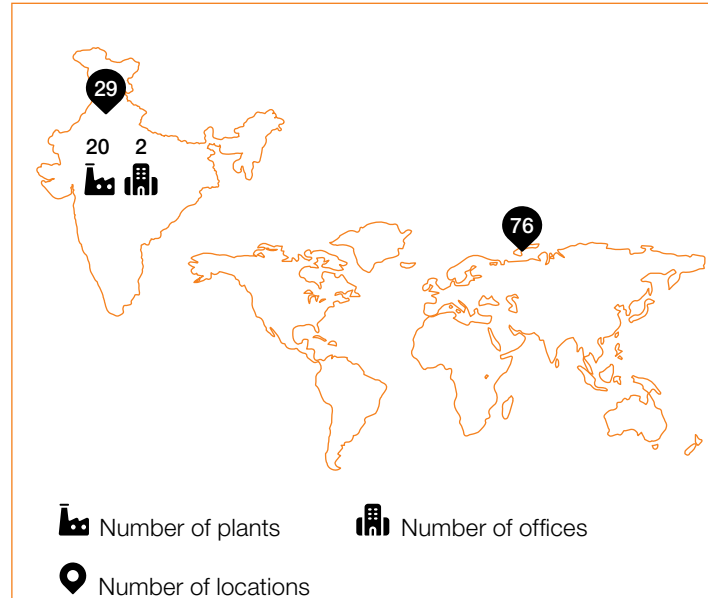 29
20 2
76
Number of plants
Number of offices
Number of locations